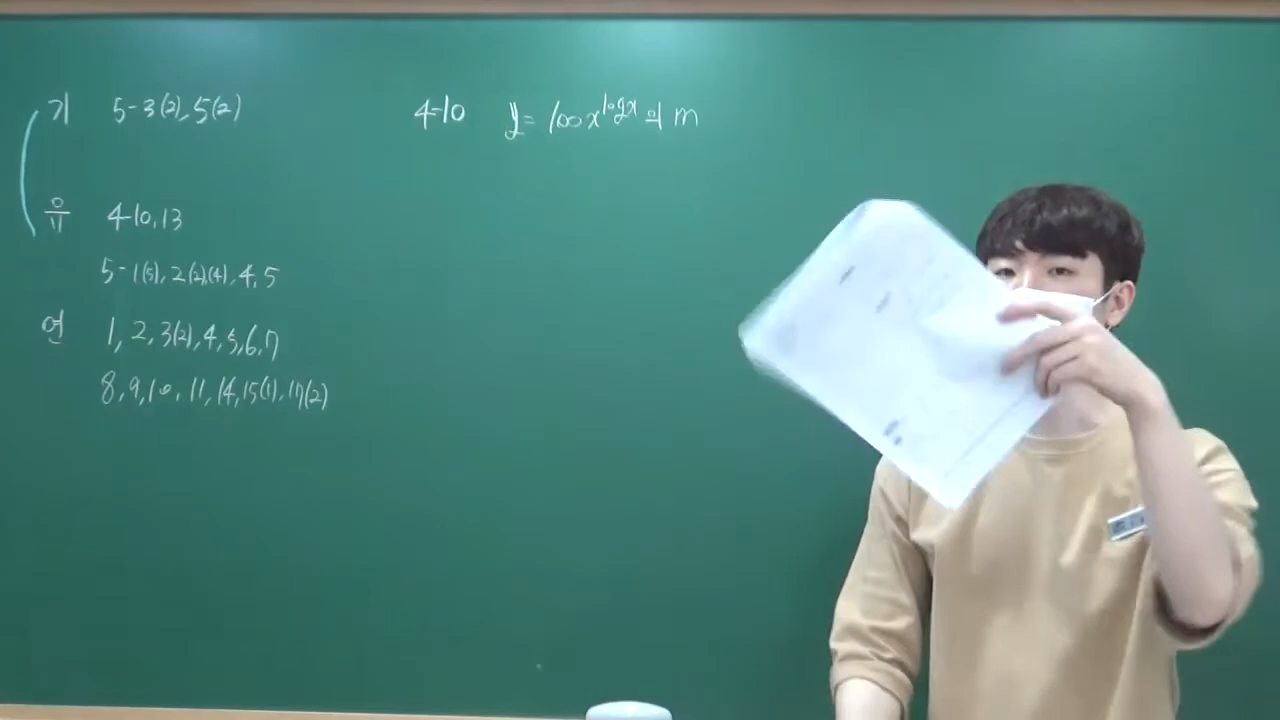 기 5-3(2), 5(2)
유 4-10, 13
5-1(5), 2(2)(4), 4, 5
연 1, 2, 3(2), 4, 5, 6, 7
8, 9, 10, 11, 14, 15(1), 17(2)
4-10 y = 100x^{log x} 의 m